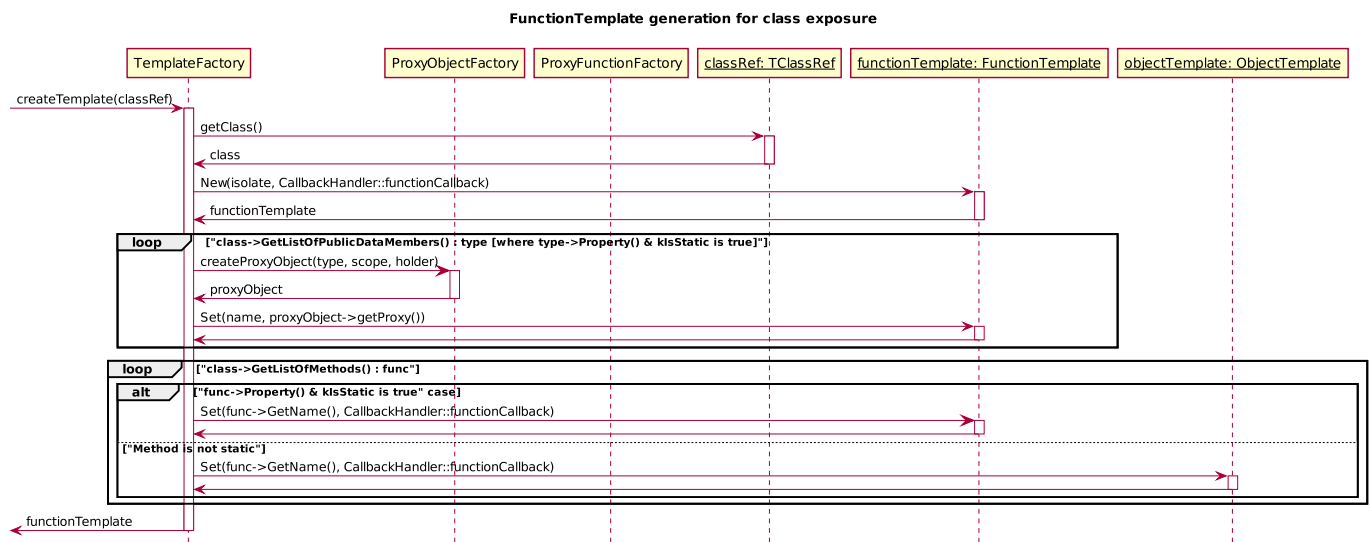 FunctionTemplate generation for class exposure
TemplateFactory
ProxyObjectFactory
ProxyFunctionFactory
classRef: TClassRef
functionTemplate: FunctionTemplate
objectTemplate: ObjectTemplate
createTemplate(classRef)
getClass()
class
New(isolate, CallbackHandler::functionCallback)
functionTemplate
loop ["class->GetListOfPublicDataMembers() : type [where type->Property() & kIsStatic is true]"]
createProxyObject(type, scope, holder)
proxyObject
Set(name, proxyObject->getProxy())
loop ["class->GetListOfMethods() : func"]
alt ["func->Property() & kIsStatic is true" case]
Set(func->GetName(), CallbackHandler::functionCallback)
["Method is not static"]
Set(func->GetName(), CallbackHandler::functionCallback)
functionTemplate